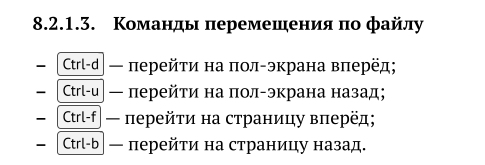 8.2.1.3. Команды перемещения по файлу
– Ctrl-d — перейти на пол-экрана вперёд;
– Ctrl-u — перейти на пол-экрана назад;
– Ctrl-f — перейти на страницу вперёд;
– Ctrl-b — перейти на страницу назад.